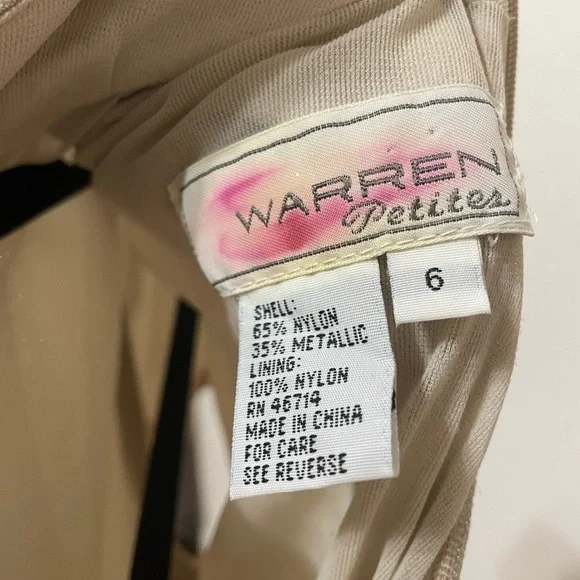 WARREN
Petites
6
SHELL:
65% NYLON
35% METALLIC
LINING:
100% NYLON
RN 46714
MADE IN CHINA
FOR CARE
SEE REVERSE